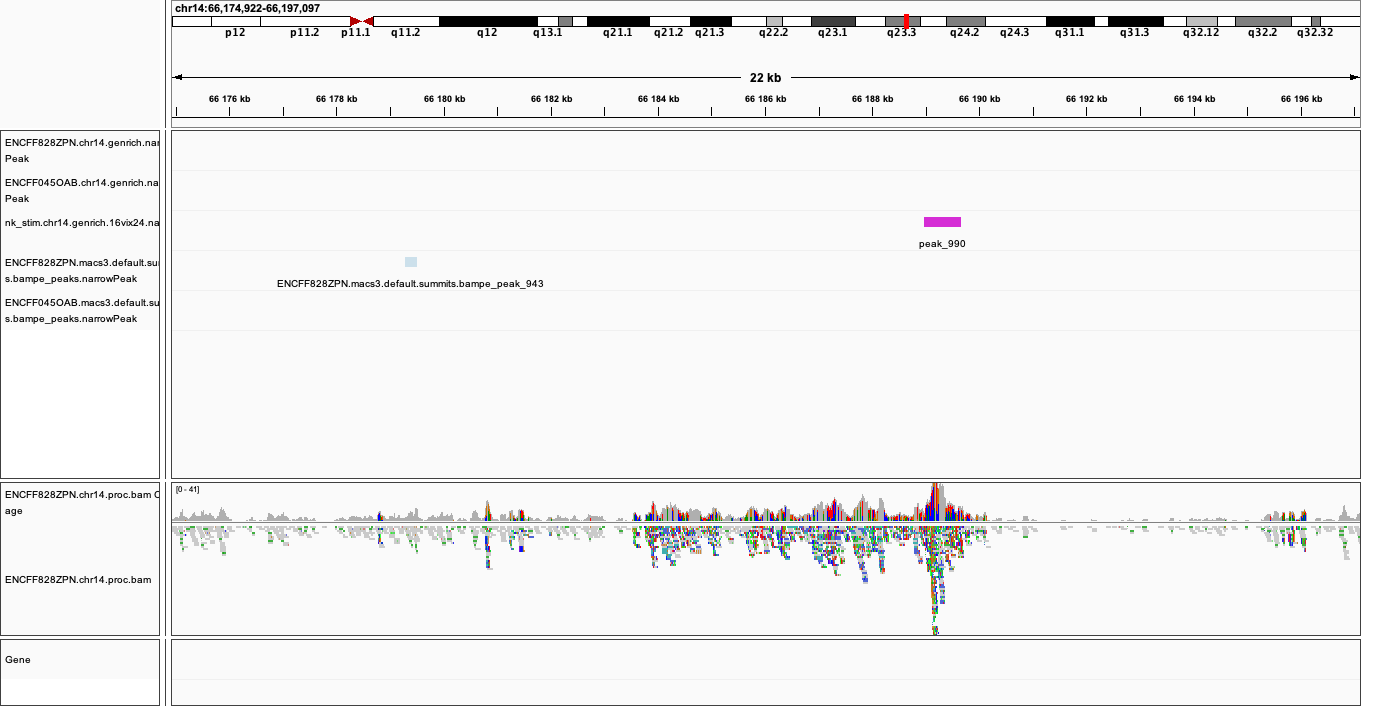 chr14:66,174,922-66,197,097
p12 p11.2 p11.1 q11.2 q12 q13.1 q21.1 q21.2 q21.3 q22.2 q23.1 q23.3 q24.2 q24.3 q31.1 q31.3 q32.12 q32.2 q32.32
22 kb
66 176 kb 66 178 kb 66 180 kb 66 182 kb 66 184 kb 66 186 kb 66 188 kb 66 190 kb 66 192 kb 66 194 kb 66 196 kb
ENCFF828ZPN.chr14.genrich.nar
Peak
ENCFF045OAB.chr14.genrich.na
Peak
nk_stim.chr14.genrich.16vix24.na
peak_990
ENCFF828ZPN.macs3.default.su
s.bampe_peaks.narrowPeak
ENCFF828ZPN.macs3.default.summits.bampe_peak_943
ENCFF045OAB.macs3.default.su
s.bampe_peaks.narrowPeak
[0 - 41]
ENCFF828ZPN.chr14.proc.bam C
age
ENCFF828ZPN.chr14.proc.bam
Gene